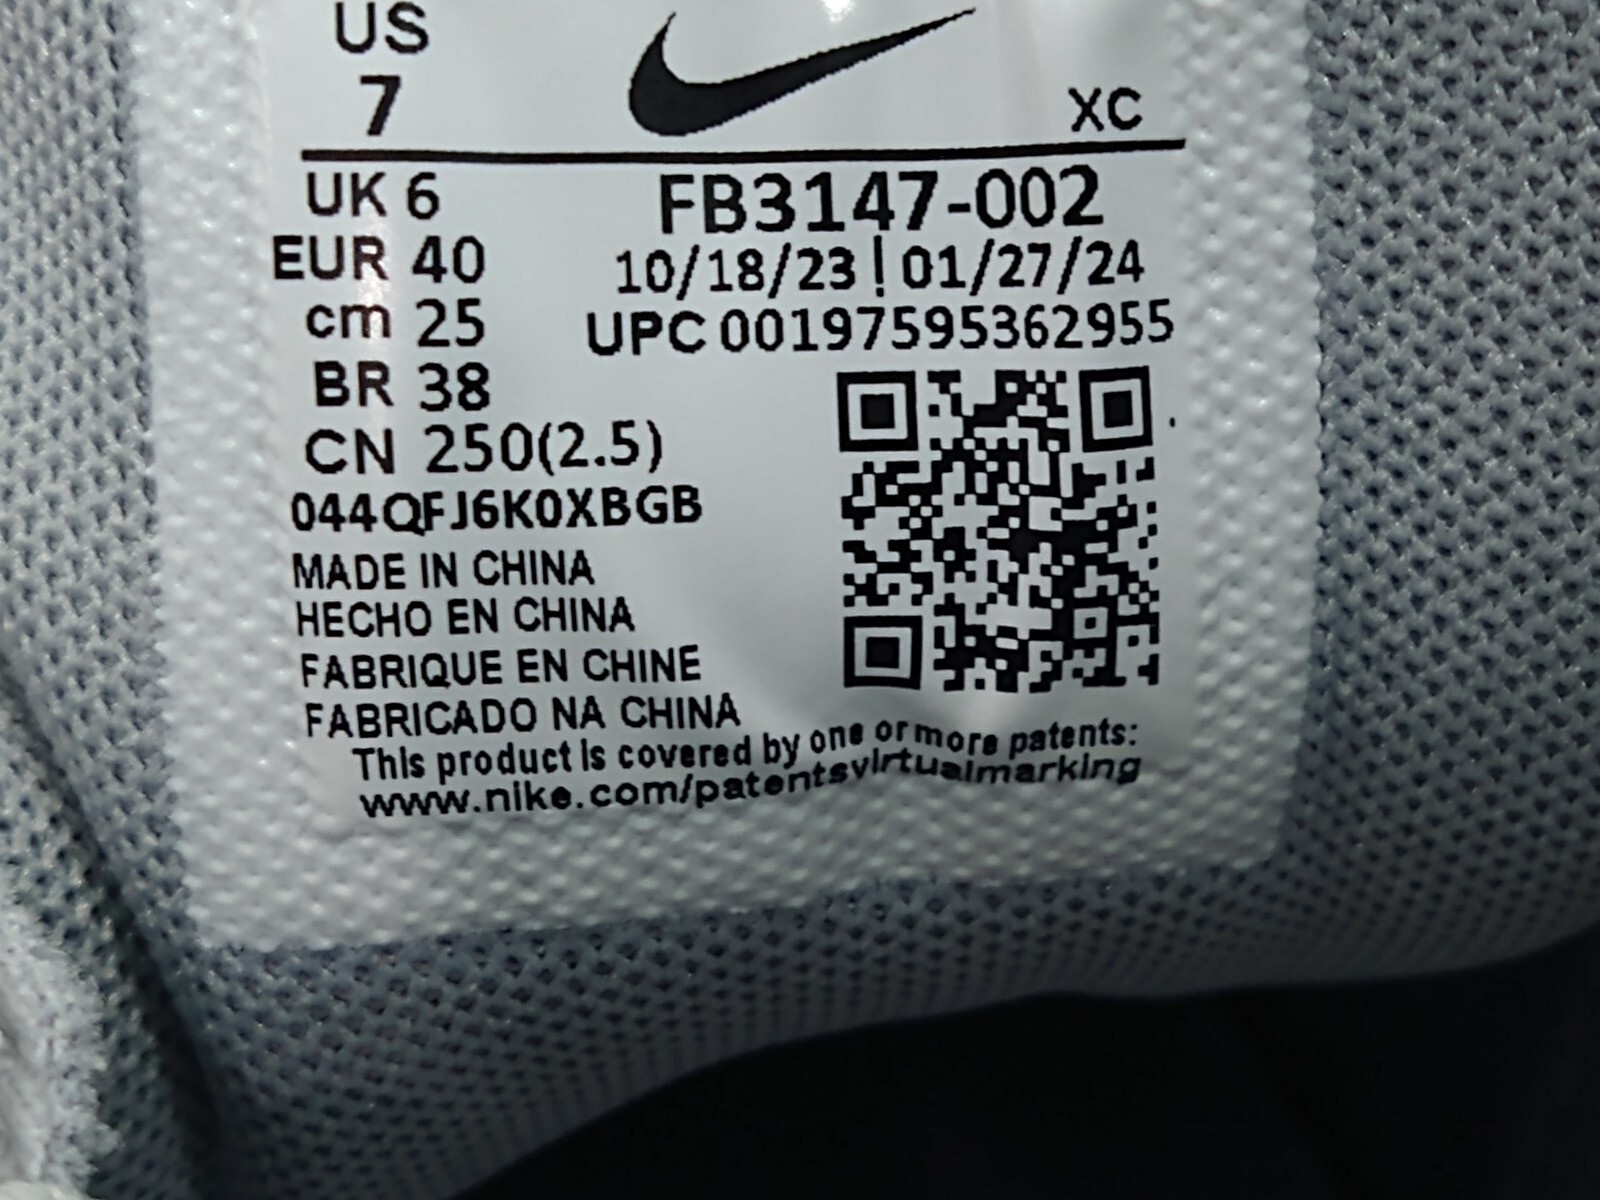 US
7
XC
UK 6
FB3147-002
EUR 40
10/18/23 | 01/27/24
cm 25
UPC 00197595362955
BR 38
CN 250(2.5)
044QFJ6K0XBGB
MADE IN CHINA
HECHO EN CHINA
FABRIQUE EN CHINE
FABRICADO NA CHINA
This product is covered by one or more patents:
www.nike.com/patentsvirtualmarking